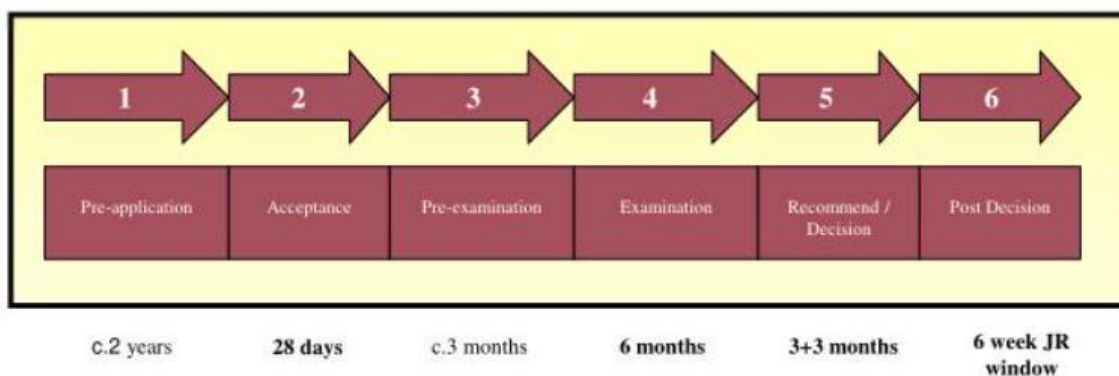 1 2 3 4 5 6
Pre-application Acceptance Pre-examination Examination Recommend / Post Decision
Decision
c.2 years 28 days c.3 months 6 months 3+3 months 6 week JR
window